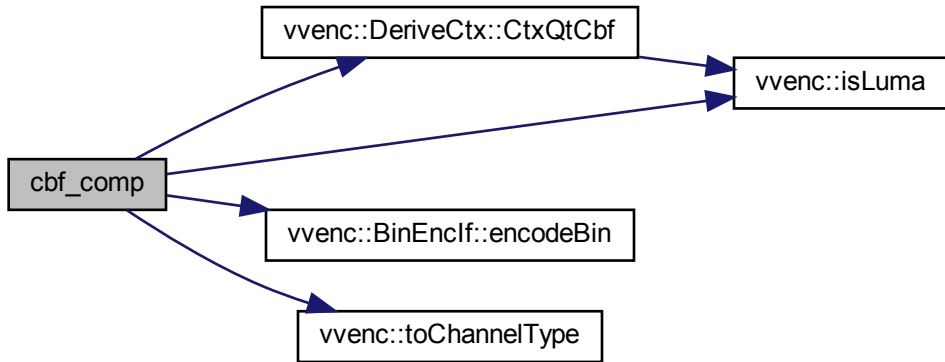 vvenc::DeriveCtx::CtxQtCbf
vvenc::isLuma
cbf_comp
vvenc::BinEncIf::encodeBin
vvenc::toChannelType